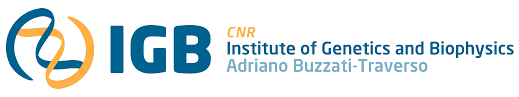 IGB
CNR
Institute of Genetics and Biophysics
Adriano Buzzati-Traverso